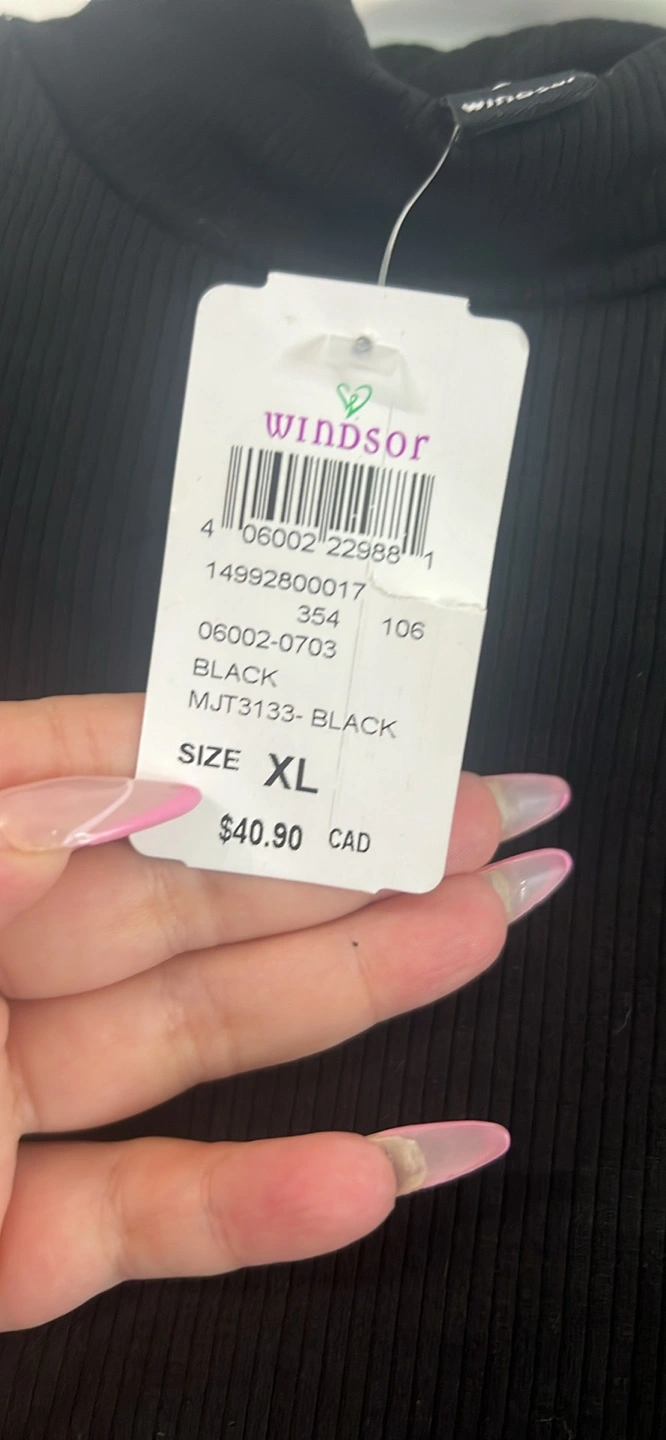 windsor
WINDSOR
4 06002 22988 1
14992800017
354 106
06002-0703
BLACK
MJT3133- BLACK
SIZE XL
$40.90 CAD